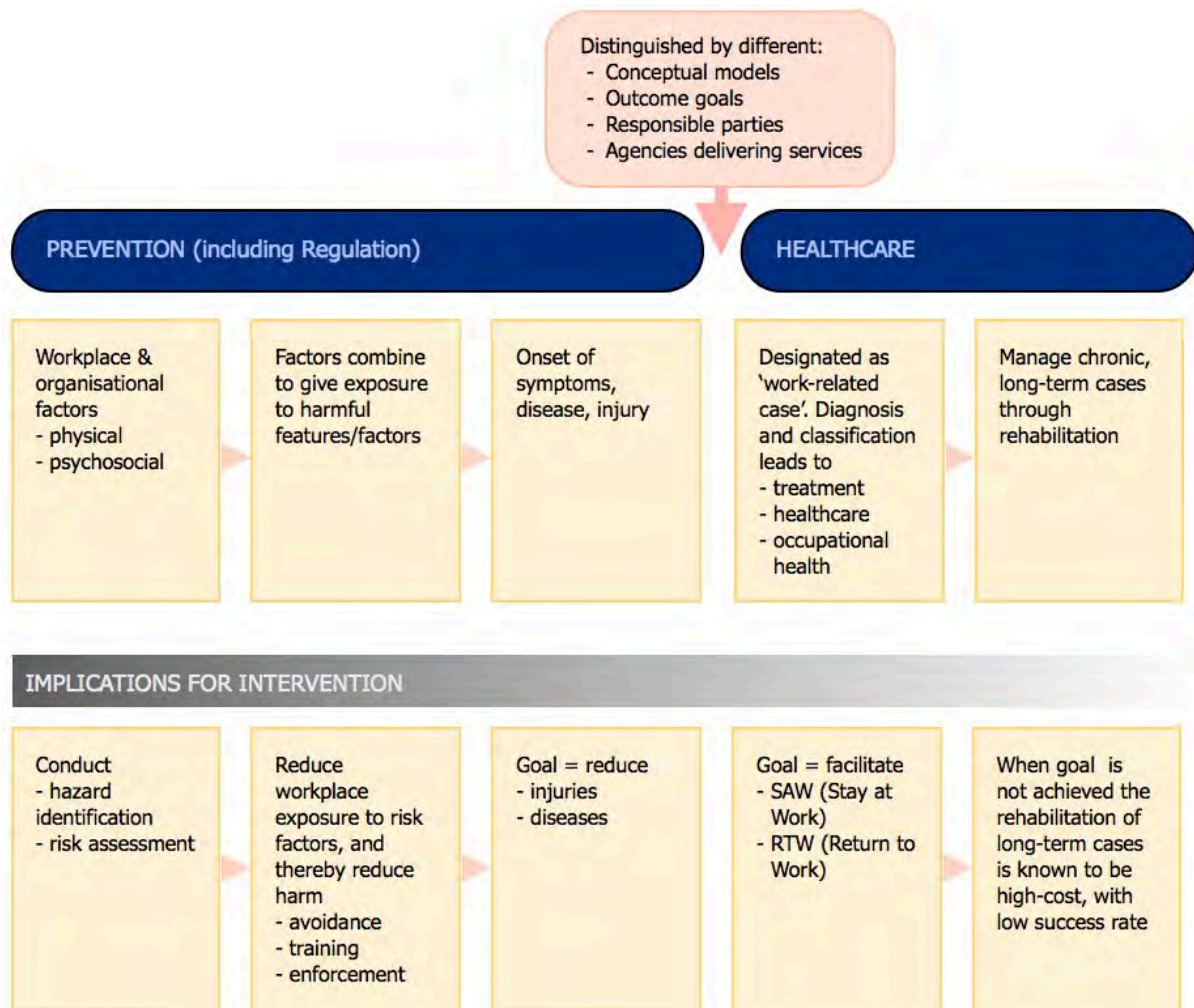 Distinguished by different:
- Conceptual models
- Outcome goals
- Responsible parties
- Agencies delivering services
PREVENTION (including Regulation)
HEALTHCARE
Workplace &
organisational
factors
- physical
- psychosocial
Factors combine
to give exposure
to harmful
features/factors
Onset of
symptoms,
disease, injury
Designated as
‘work-related
case’. Diagnosis
and classification
leads to
- treatment
- healthcare
- occupational
health
Manage chronic,
long-term cases
through
rehabilitation
IMPLICATIONS FOR INTERVENTION
Conduct
- hazard
identification
- risk assessment
Reduce
workplace
exposure to risk
factors, and
thereby reduce
harm
- avoidance
- training
- enforcement
Goal = reduce
- injuries
- diseases
Goal = facilitate
- SAW (Stay at
Work)
- RTW (Return to
Work)
When goal is
not achieved the
rehabilitation of
long-term cases
is known to be
high-cost, with
low success rate